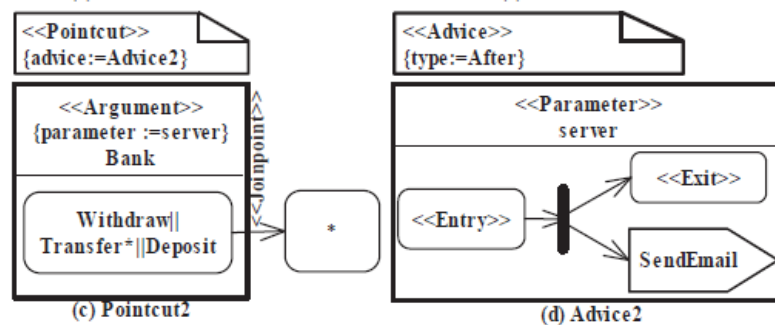 <<Pointcut>>
{advice:=Advice2}
<<Argument>>
{parameter :=server}
Bank
<<Joinpoint>>
Withdraw||
Transfer*||Deposit
*
(c) Pointcut2
<<Advice>>
{type:=After}
<<Parameter>>
server
<<Entry>>
<<Exit>>
SendEmail
(d) Advice2